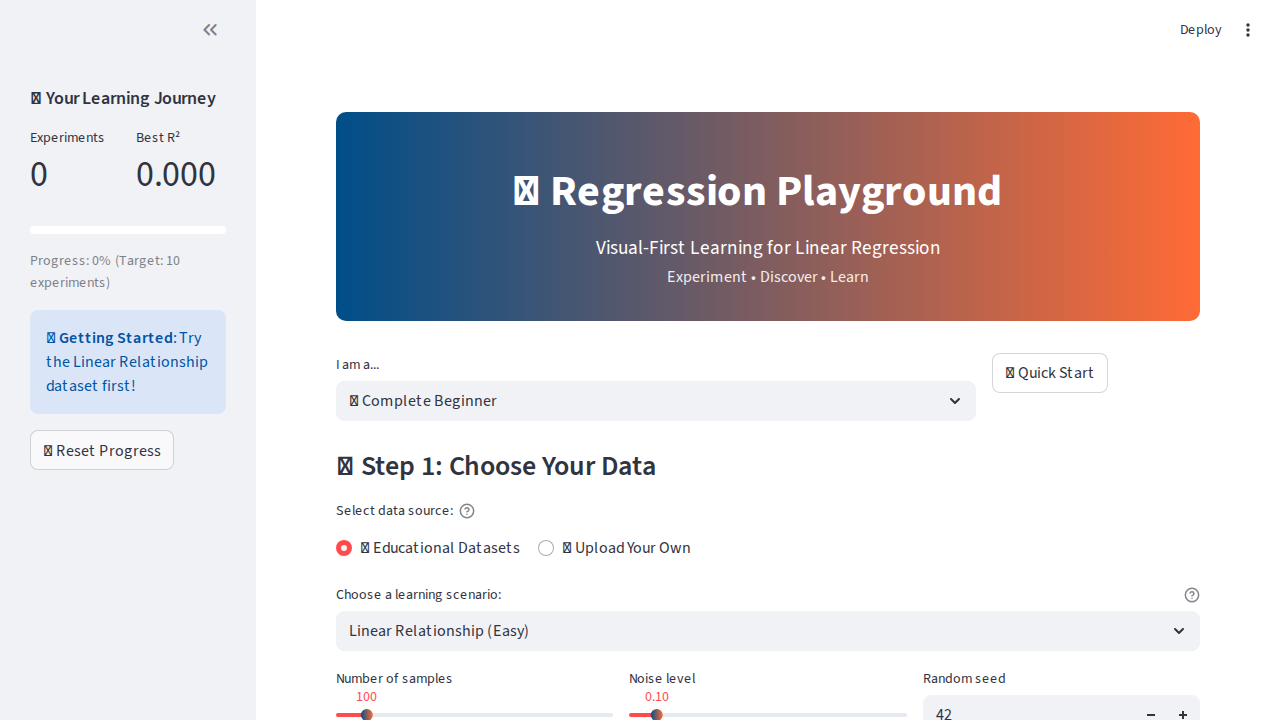 Deploy
Your Learning Journey
Experiments
Best R²
0
0.000
Progress: 0% (Target: 10
experiments)
Getting Started: Try
the Linear Relationship
dataset first!
Reset Progress
Regression Playground
Visual-First Learning for Linear Regression
Experiment • Discover • Learn
I am a...
Complete Beginner
Quick Start
Step 1: Choose Your Data
Select data source:
Educational Datasets
Upload Your Own
Choose a learning scenario:
Linear Relationship (Easy)
Number of samples
100
Noise level
0.10
Random seed
42